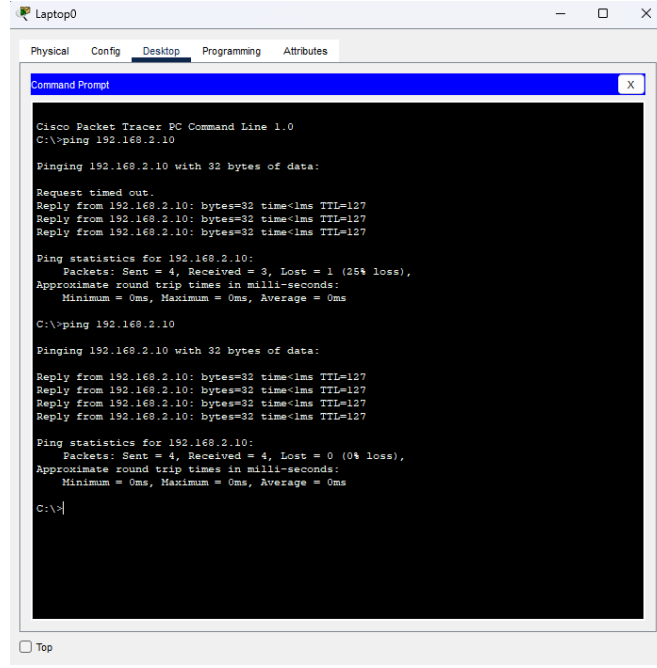 Laptop0
Physical Config Desktop Programming Attributes
Command Prompt
X
Cisco Packet Tracer PC Command Line 1.0
C:\>ping 192.168.2.10
Pinging 192.168.2.10 with 32 bytes of data:
Request timed out.
Reply from 192.168.2.10: bytes=32 time<1ms TTL=127
Reply from 192.168.2.10: bytes=32 time<1ms TTL=127
Reply from 192.168.2.10: bytes=32 time<1ms TTL=127
Ping statistics for 192.168.2.10:
Packets: Sent = 4, Received = 3, Lost = 1 (25% loss),
Approximate round trip times in milli-seconds:
Minimum = 0ms, Maximum = 0ms, Average = 0ms
C:\>ping 192.168.2.10
Pinging 192.168.2.10 with 32 bytes of data:
Reply from 192.168.2.10: bytes=32 time<1ms TTL=127
Reply from 192.168.2.10: bytes=32 time<1ms TTL=127
Reply from 192.168.2.10: bytes=32 time<1ms TTL=127
Reply from 192.168.2.10: bytes=32 time<1ms TTL=127
Ping statistics for 192.168.2.10:
Packets: Sent = 4, Received = 4, Lost = 0 (0% loss),
Approximate round trip times in milli-seconds:
Minimum = 0ms, Maximum = 0ms, Average = 0ms
C:\>
Top